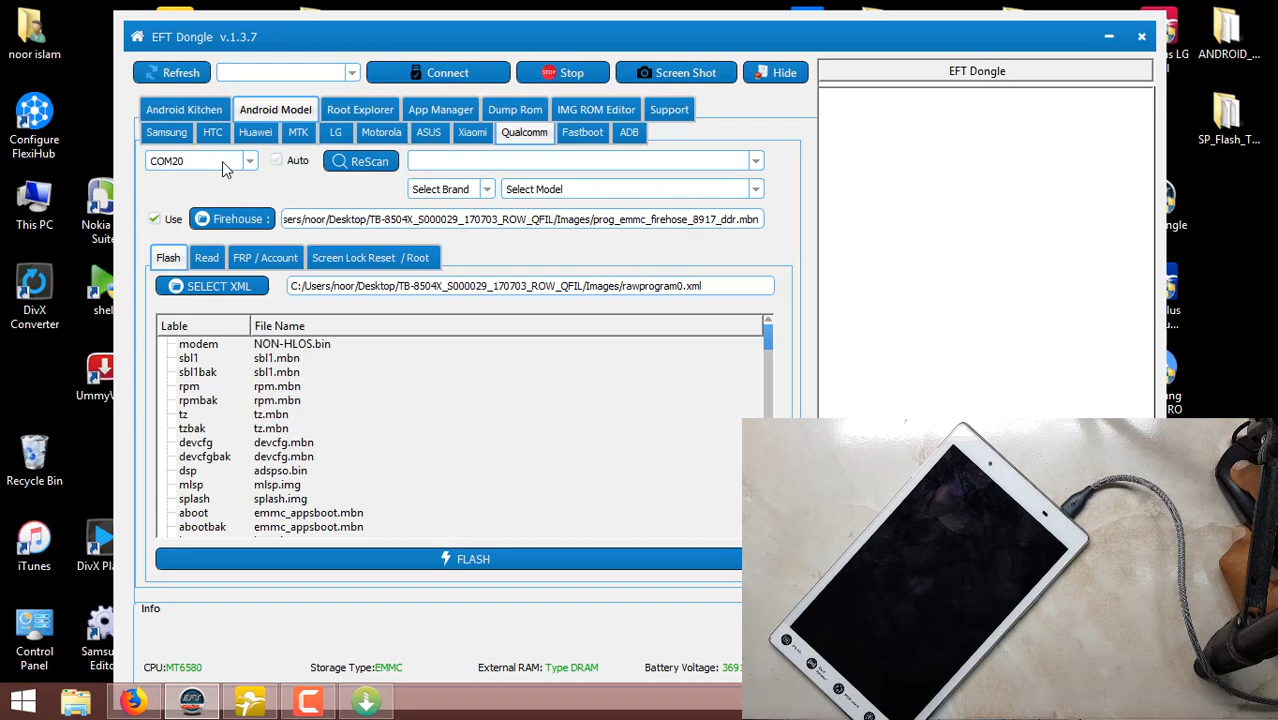 noor islam
EFT Dongle v.1.3.7
Refresh
Connect
Stop
Screen Shot
Hide
EFT Dongle
Android Kitchen
Android Model
Root Explorer
App Manager
Dump Rom
IMG ROM Editor
Support
Samsung
HTC
Huawei
MTK
LG
Motorola
ASUS
Xiaomi
Qualcomm
Fastboot
ADB
COM20
Auto
ReScan
Select Brand
Select Model
Use
Firehouse :
sers/noor/Desktop/TB-8504X_S000029_170703_ROW_QFIL/Images/prog_emmc_firehose_8917_ddr.mbn
Flash
Read
FRP / Account
Screen Lock Reset / Root
SELECT XML
C:/Users/noor/Desktop/TB-8504X_S000029_170703_ROW_QFIL/Images/rawprogram0.xml
Lable File Name
modem NON-HLOS.bin
sbl1 sbl1.mbn
sbl1bak sbl1.mbn
rpm rpm.mbn
rpmbak rpm.mbn
tz tz.mbn
tzbak tz.mbn
devcfg devcfg.mbn
devcfgbak devcfg.mbn
dsp adspso.bin
mlsp mlsp.img
splash splash.img
aboot emmc_appsboot.mbn
abootbak emmc_appsboot.mbn
FLASH
Info
CPU:MT6580
Storage Type:EMMC
External RAM: Type DRAM
Battery Voltage: 369
Configure
FlexiHub
This PC
Nokia
Suite
DivX
Converter
shel
UmmyV
Recycle Bin
iTunes
DivX Pla
Control
Panel
Samsu
Edito
us LG
ANDROID_...
...
SP_Flash_T...
ngle
lus
u...
ung
RO